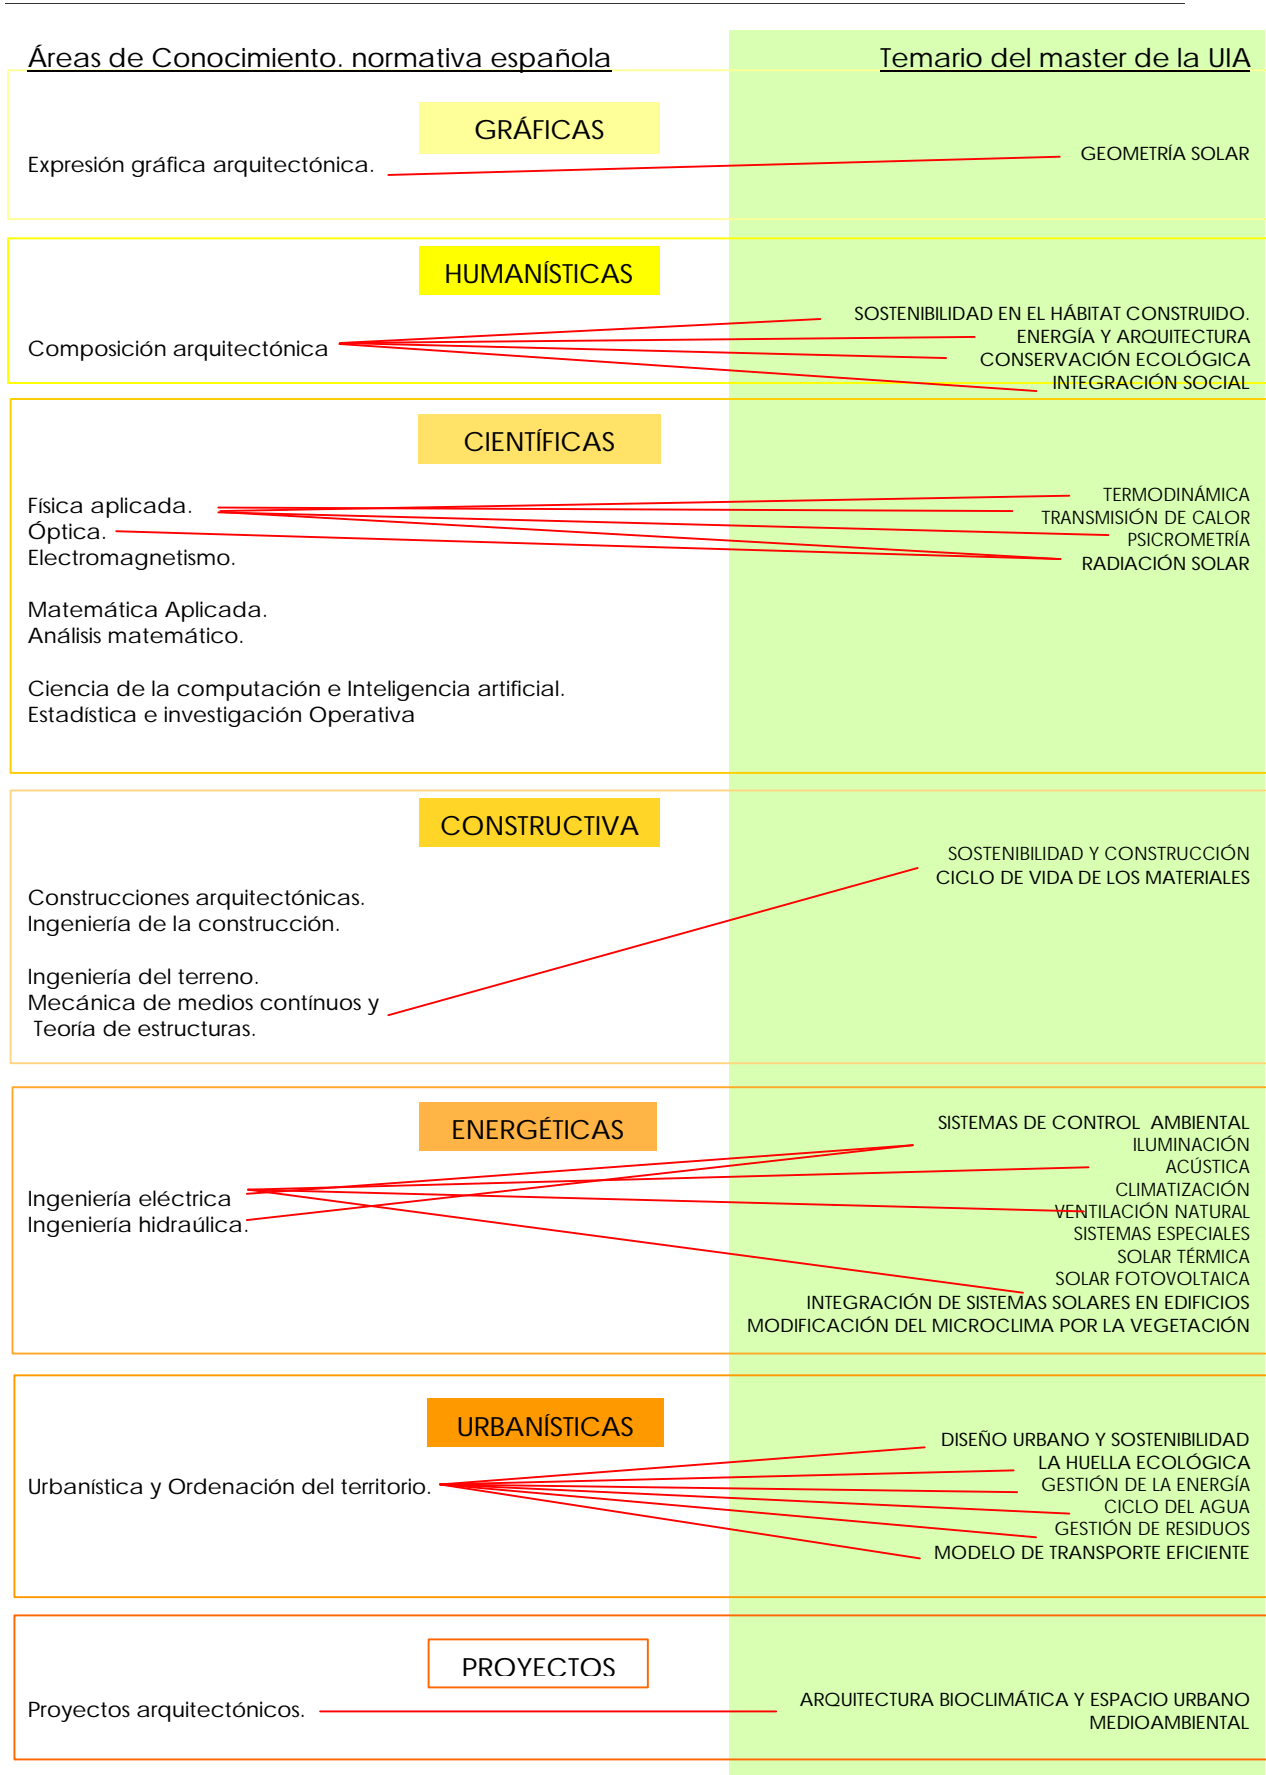 Áreas de Conocimiento. normativa española
Temario del master de la UIA
GRÁFICAS
Expresión gráfica arquitectónica.
GEOMETRÍA SOLAR
HUMANÍSTICAS
Composición arquitectónica
SOSTENIBILIDAD EN EL HÁBITAT CONSTRUIDO.
ENERGÍA Y ARQUITECTURA
CONSERVACIÓN ECOLÓGICA
INTEGRACIÓN SOCIAL
CIENTÍFICAS
Física aplicada.
Óptica.
Electromagnetismo.
Matemática Aplicada.
Análisis matemático.
Ciencia de la computación e Inteligencia artificial.
Estadística e investigación Operativa
TERMODINÁMICA
TRANSMISIÓN DE CALOR
PSICROMETRÍA
RADIACIÓN SOLAR
CONSTRUCTIVA
Construcciones arquitectónicas.
Ingeniería de la construcción.
Ingeniería del terreno.
Mecánica de medios contínuos y
Teoría de estructuras.
SOSTENIBILIDAD Y CONSTRUCCIÓN
CICLO DE VIDA DE LOS MATERIALES
ENERGÉTICAS
Ingeniería eléctrica
Ingeniería hidraúlica.
SISTEMAS DE CONTROL AMBIENTAL
ILUMINACIÓN
ACÚSTICA
CLIMATIZACIÓN
VENTILACIÓN NATURAL
SISTEMAS ESPECIALES
SOLAR TÉRMICA
SOLAR FOTOVOLTAICA
INTEGRACIÓN DE SISTEMAS SOLARES EN EDIFICIOS
MODIFICACIÓN DEL MICROCLIMA POR LA VEGETACIÓN
URBANÍSTICAS
Urbanística y Ordenación del territorio.
DISEÑO URBANO Y SOSTENIBILIDAD
LA HUELLA ECOLÓGICA
GESTIÓN DE LA ENERGÍA
CICLO DEL AGUA
GESTIÓN DE RESIDUOS
MODELO DE TRANSPORTE EFICIENTE
PROYECTOS
Proyectos arquitectónicos.
ARQUITECTURA BIOCLIMÁTICA Y ESPACIO URBANO
MEDIOAMBIENTAL